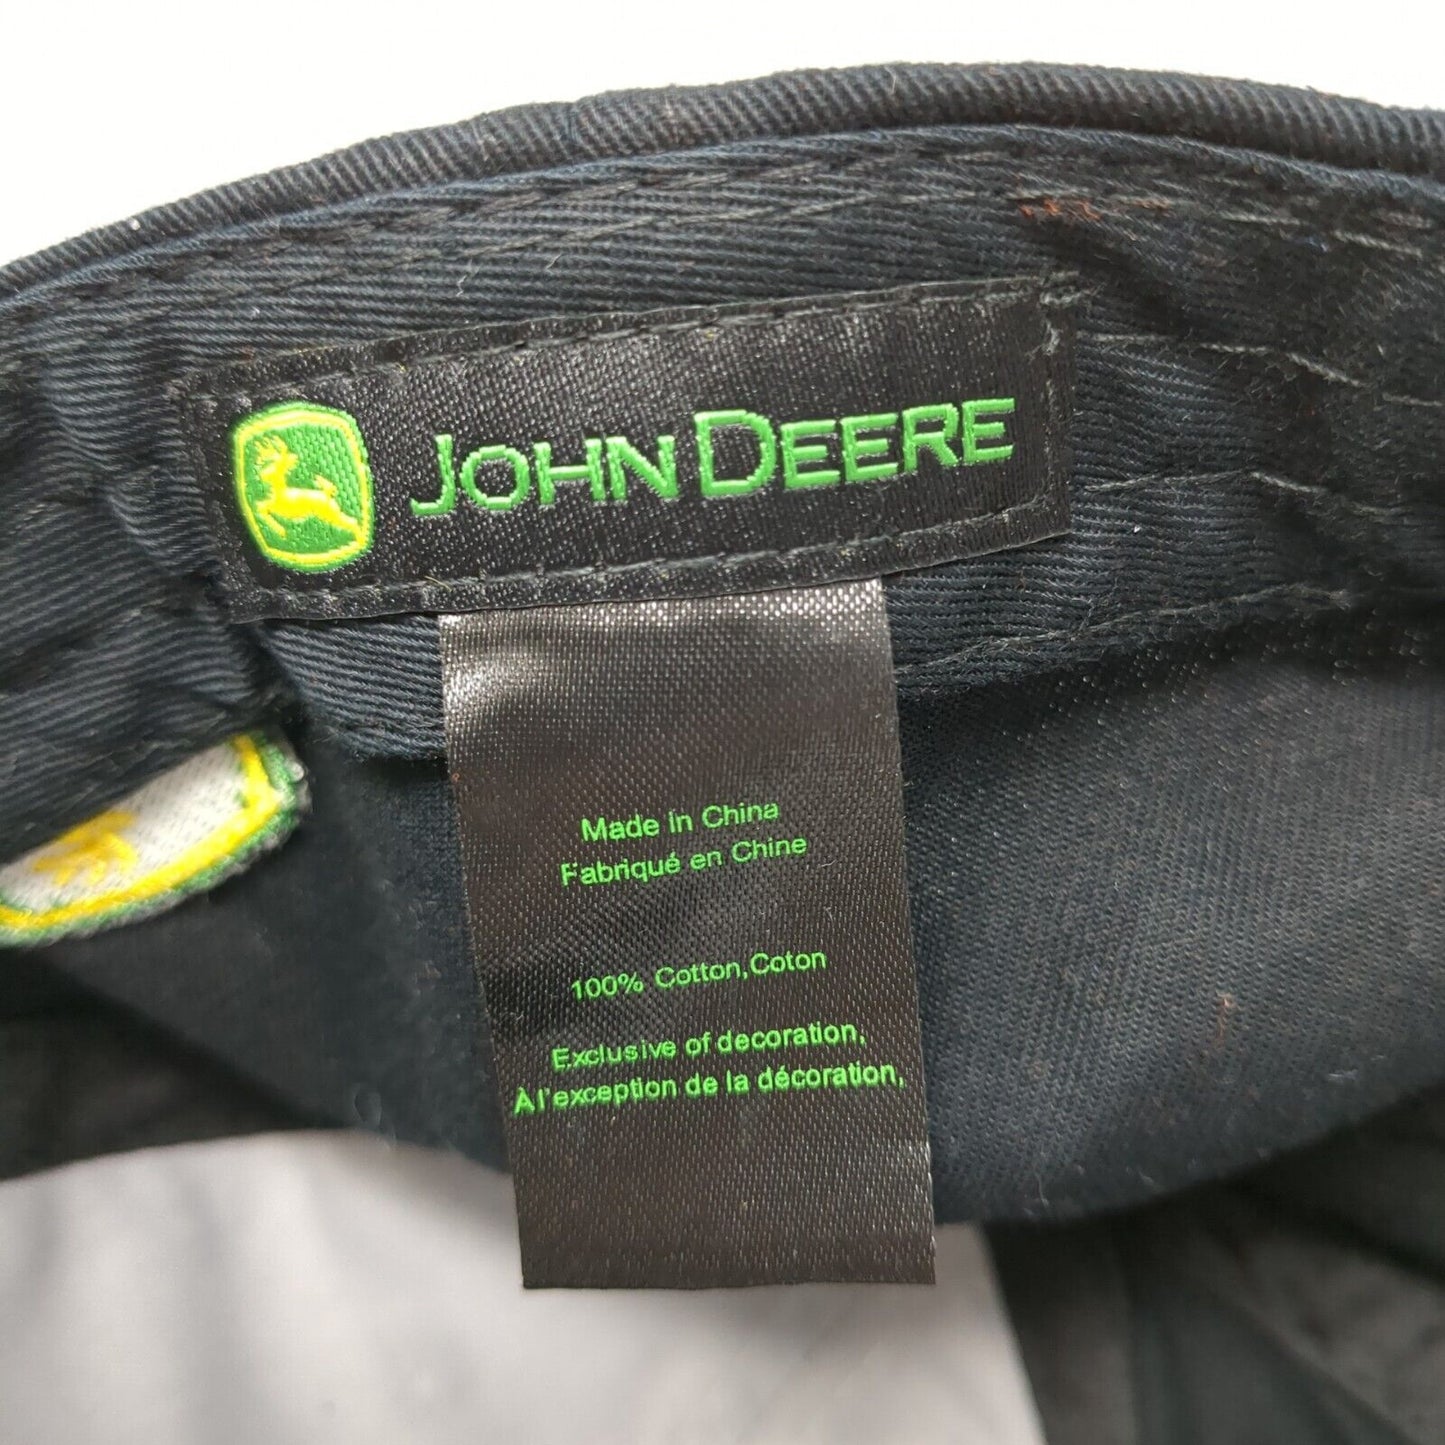 JOHN DEERE
Made in China
Fabriqué en Chine
100% Cotton,Coton
Exclusive of decoration,
À l'exception de la décoration,